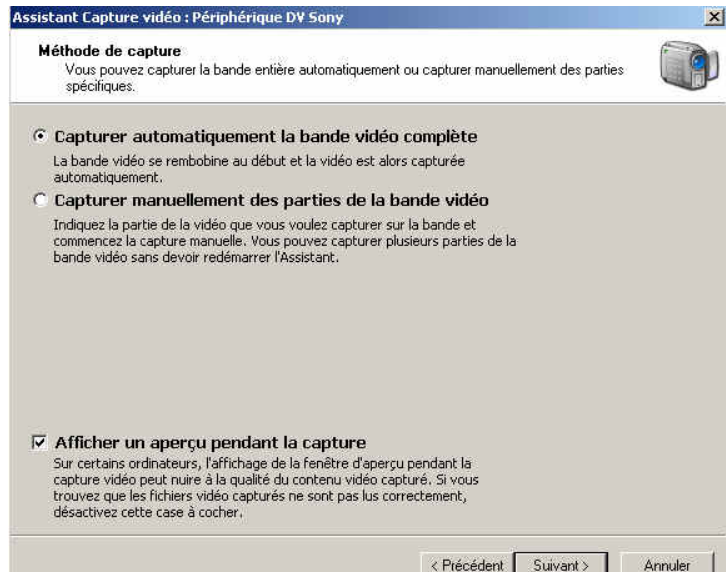 Assistant Capture vidéo : Périphérique DV Sony
Méthode de capture
Vous pouvez capturer la bande entière automatiquement ou capturer manuellement des parties
spécifiques.
Capturer automatiquement la bande vidéo complète
La bande vidéo se rembobine au début et la vidéo est alors capturée
automatiquement.
Capturer manuellement des parties de la bande vidéo
Indiquez la partie de la vidéo que vous voulez capturer sur la bande et
commencez la capture manuelle. Vous pouvez capturer plusieurs parties de la
bande vidéo sans devoir redémarrer l'Assistant.
Afficher un aperçu pendant la capture
Sur certains ordinateurs, l'affichage de la fenêtre d'aperçu pendant la
capture vidéo peut nuire à la qualité du contenu vidéo capturé. Si vous
trouvez que les fichiers vidéo capturés ne sont pas lus correctement,
désactivez cette case à cocher.
< Précédent Suivant > Annuler